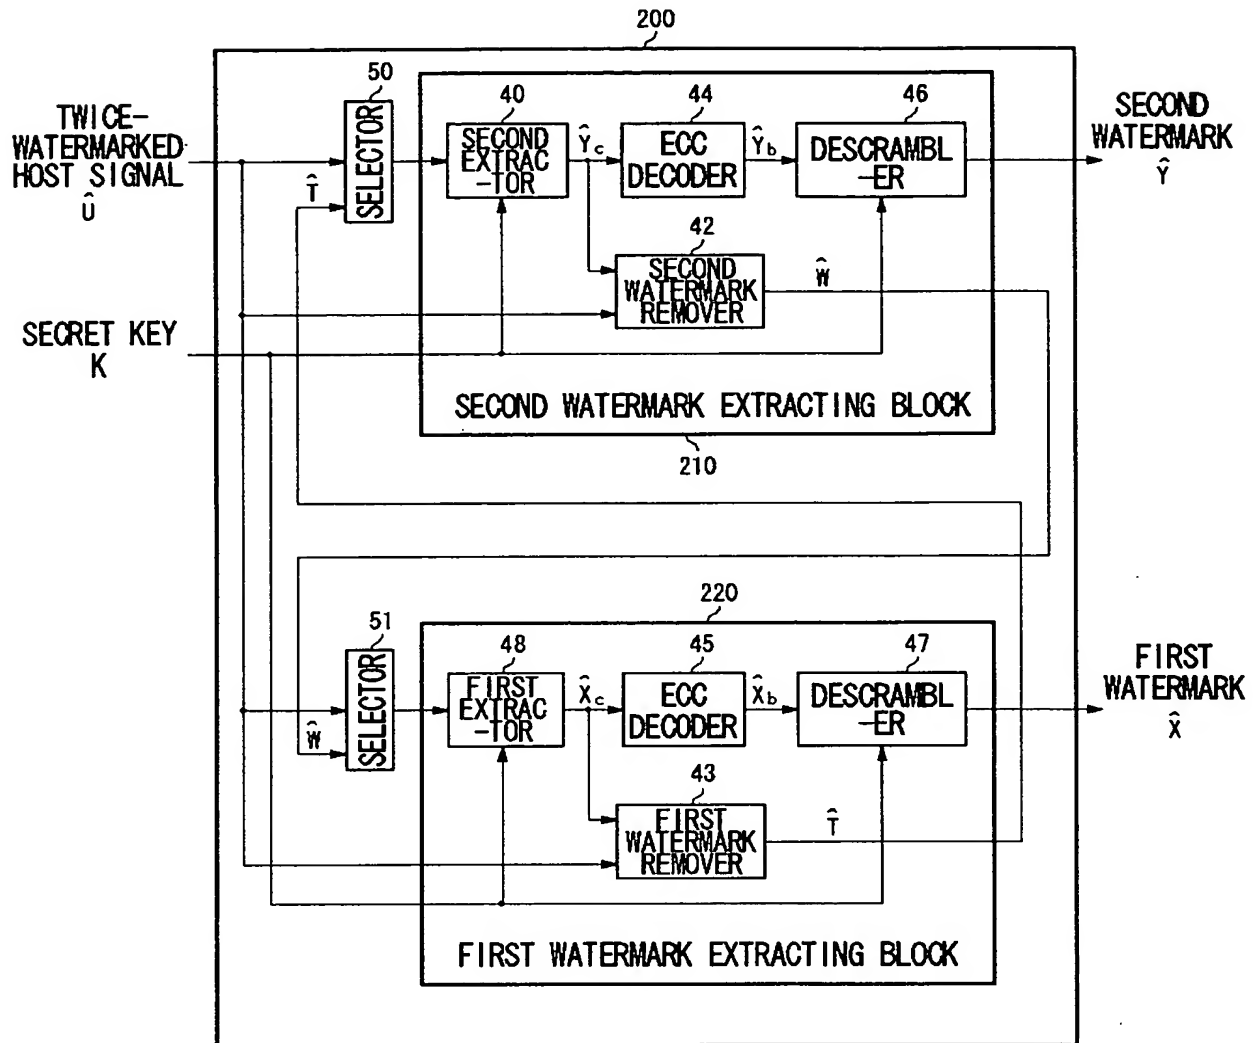 200
TWICE-
WATERMARKED
HOST SIGNAL
Û
50
SELECTOR
T̂
40
SECOND
EXTRAC
-TOR
Ŷc
44
ECC
DECODER
Ŷb
46
DESCRAMBL
-ER
SECOND
WATERMARK
Ŷ
42
SECOND
WATERMARK
REMOVER
Ŵ
SECRET KEY
K
SECOND WATERMARK EXTRACTING BLOCK
210
220
51
SELECTOR
Ŵ
48
FIRST
EXTRAC
-TOR
X̂c
45
ECC
DECODER
X̂b
47
DESCRAMBL
-ER
FIRST
WATERMARK
X̂
43
FIRST
WATERMARK
REMOVER
T̂
FIRST WATERMARK EXTRACTING BLOCK